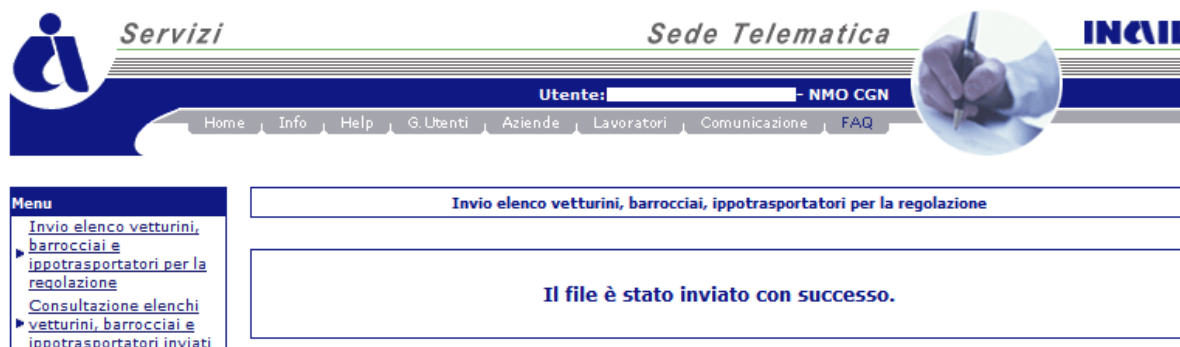 Servizi
Sede Telematica
INAIL
Utente: - NMO CGN
Home Info Help G.Utenti Aziende Lavoratori Comunicazione FAQ
Menu
Invio elenco vetturini,
barrocciai e
ippotrasportatori per la
regolazione
Consultazione elenchi
vetturini, barrocciai e
ippotrasportatori inviati
Invio elenco vetturini, barrocciai, ippotrasportatori per la regolazione
Il file è stato inviato con successo.